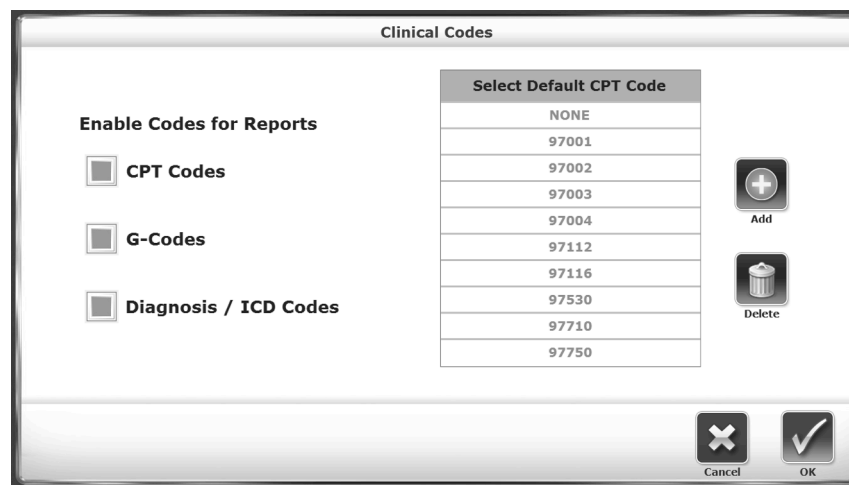 Clinical Codes
Enable Codes for Reports
CPT Codes
G-Codes
Diagnosis / ICD Codes
Select Default CPT Code
NONE
97001
97002
97003
97004
97112
97116
97530
97710
97750
Add
Delete
Cancel
OK